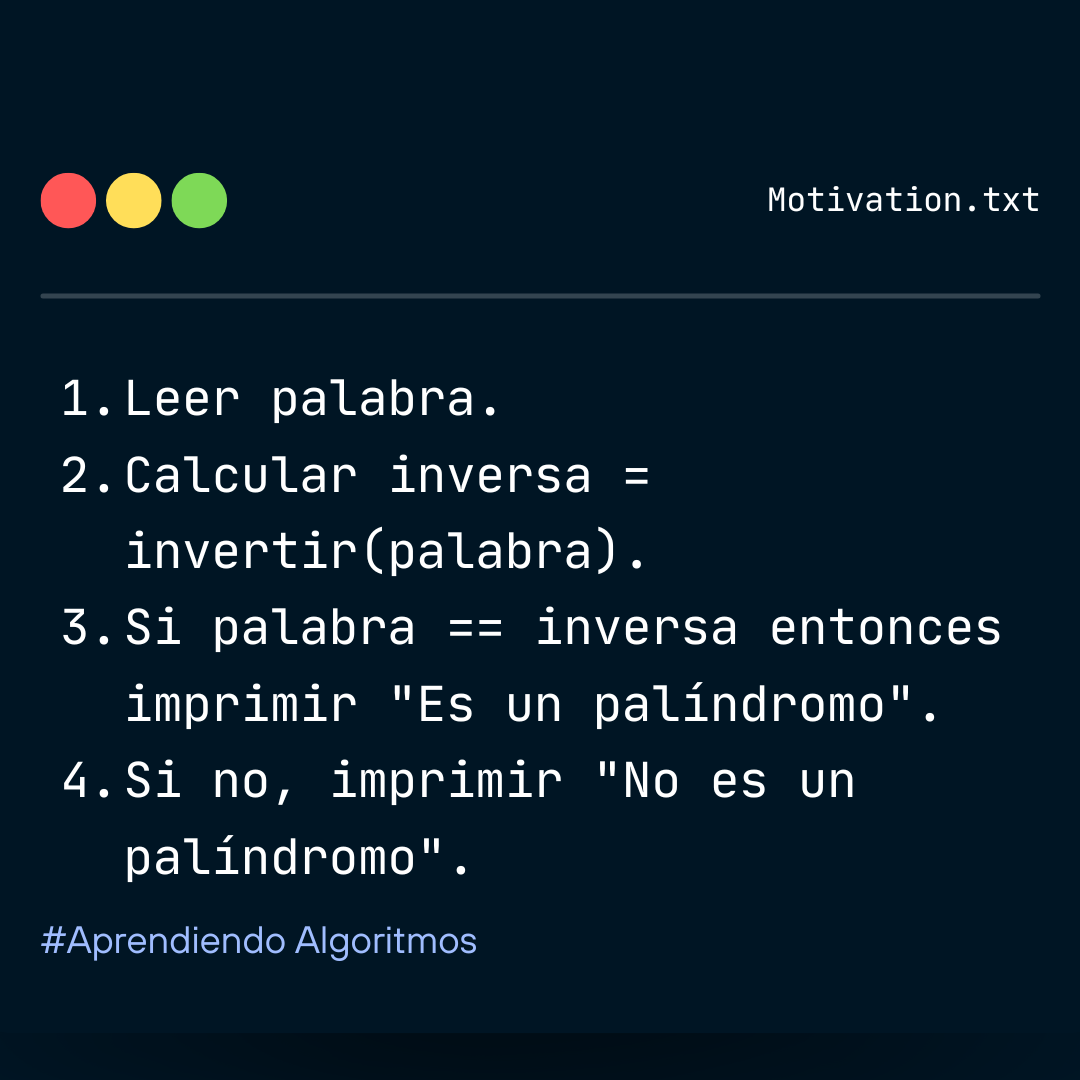 Motivation.txt
1. Leer palabra.
2. Calcular inversa =
invertir(palabra).
3. Si palabra == inversa entonces
imprimir "Es un palíndromo".
4. Si no, imprimir "No es un
palíndromo".
#Aprendiendo Algoritmos